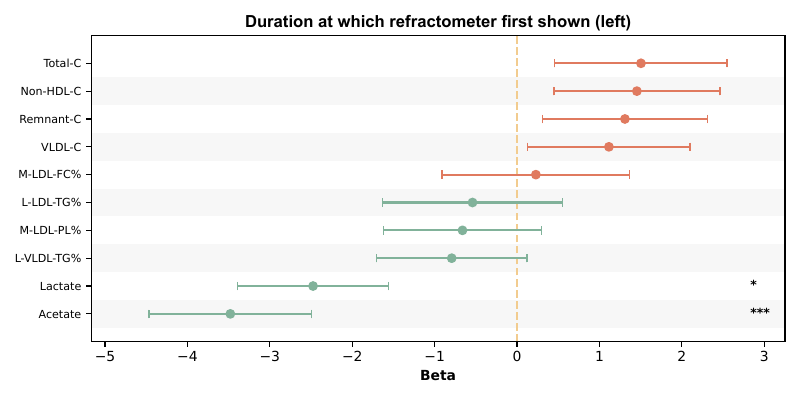 Duration at which refractometer first shown (left)
Total-C
Non-HDL-C
Remnant-C
VLDL-C
M-LDL-FC%
L-LDL-TG%
M-LDL-PL%
L-VLDL-TG%
Lactate *
Acetate ***
−5 −4 −3 −2 −1 0 1 2 3
Beta